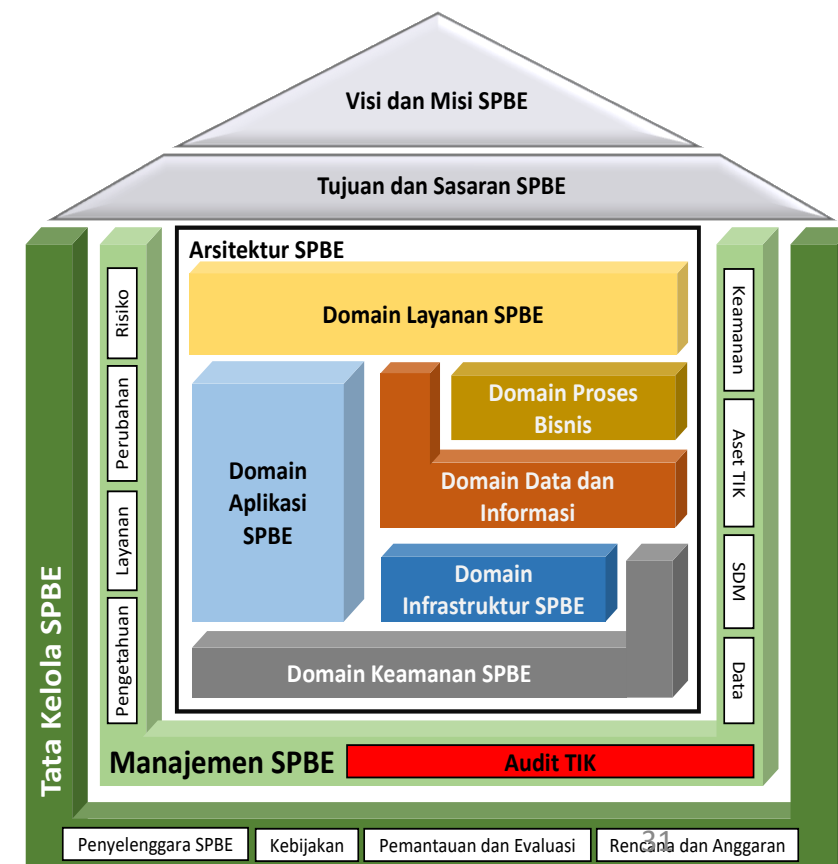 Visi dan Misi SPBE
Tujuan dan Sasaran SPBE
Arsitektur SPBE
Domain Layanan SPBE
Domain Proses
Bisnis
Domain
Aplikasi
SPBE
Domain Data dan
Informasi
Domain
Infrastruktur SPBE
Domain Keamanan SPBE
Risiko
Perubahan
Layanan
Pengetahuan
Keamanan
Aset TIK
SDM
Data
Tata Kelola SPBE
Manajemen SPBE
Audit TIK
Penyelenggara SPBE
Kebijakan
Pemantauan dan Evaluasi
Rencana dan Anggaran
31